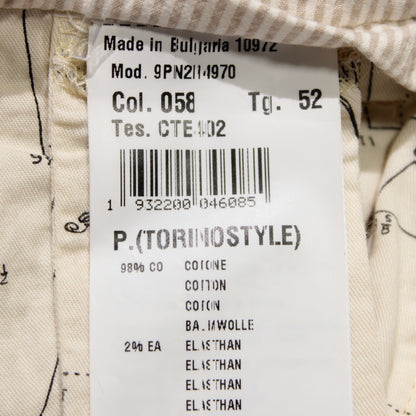 Made in Bulgaria 10972
Mod. 9PN2114970
Col. 058 Tg. 52
Tes. CTE402
1 932200 046085
P.(TORINOSTYLE)
98% CO COTONE
COTTON
COTON
BAUMWOLLE
2% EA ELASTHAN
ELASTHAN
ELASTHAN
ELASTHAN